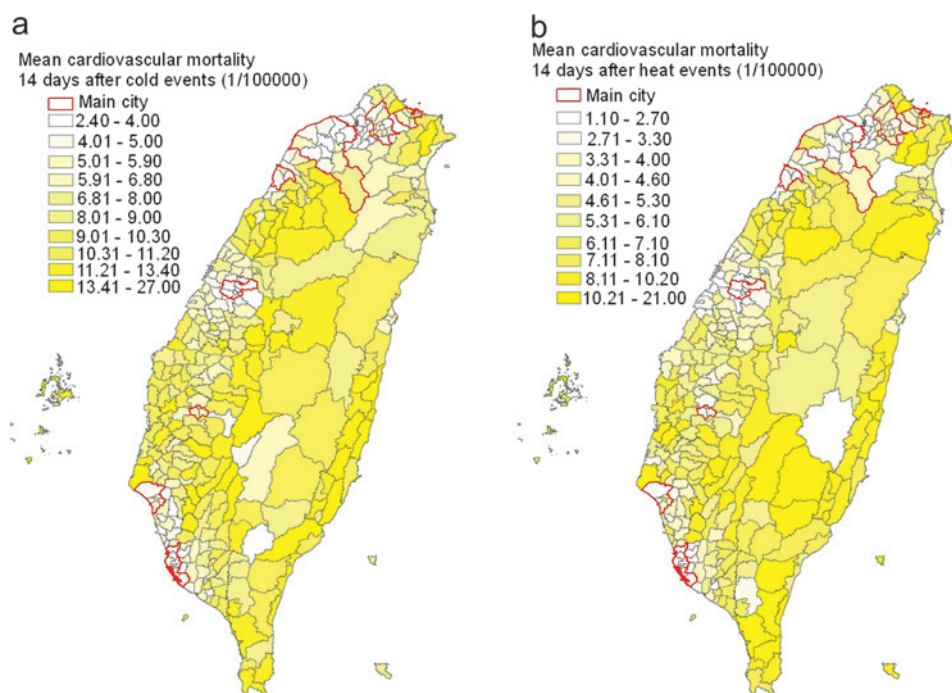 a
Mean cardiovascular mortality
14 days after cold events (1/100000)
Main city
2.40 - 4.00
4.01 - 5.00
5.01 - 5.90
5.91 - 6.80
6.81 - 8.00
8.01 - 9.00
9.01 - 10.30
10.31 - 11.20
11.21 - 13.40
13.41 - 27.00
b
Mean cardiovascular mortality
14 days after heat events (1/100000)
Main city
1.10 - 2.70
2.71 - 3.30
3.31 - 4.00
4.01 - 4.60
4.61 - 5.30
5.31 - 6.10
6.11 - 7.10
7.11 - 8.10
8.11 - 10.20
10.21 - 21.00